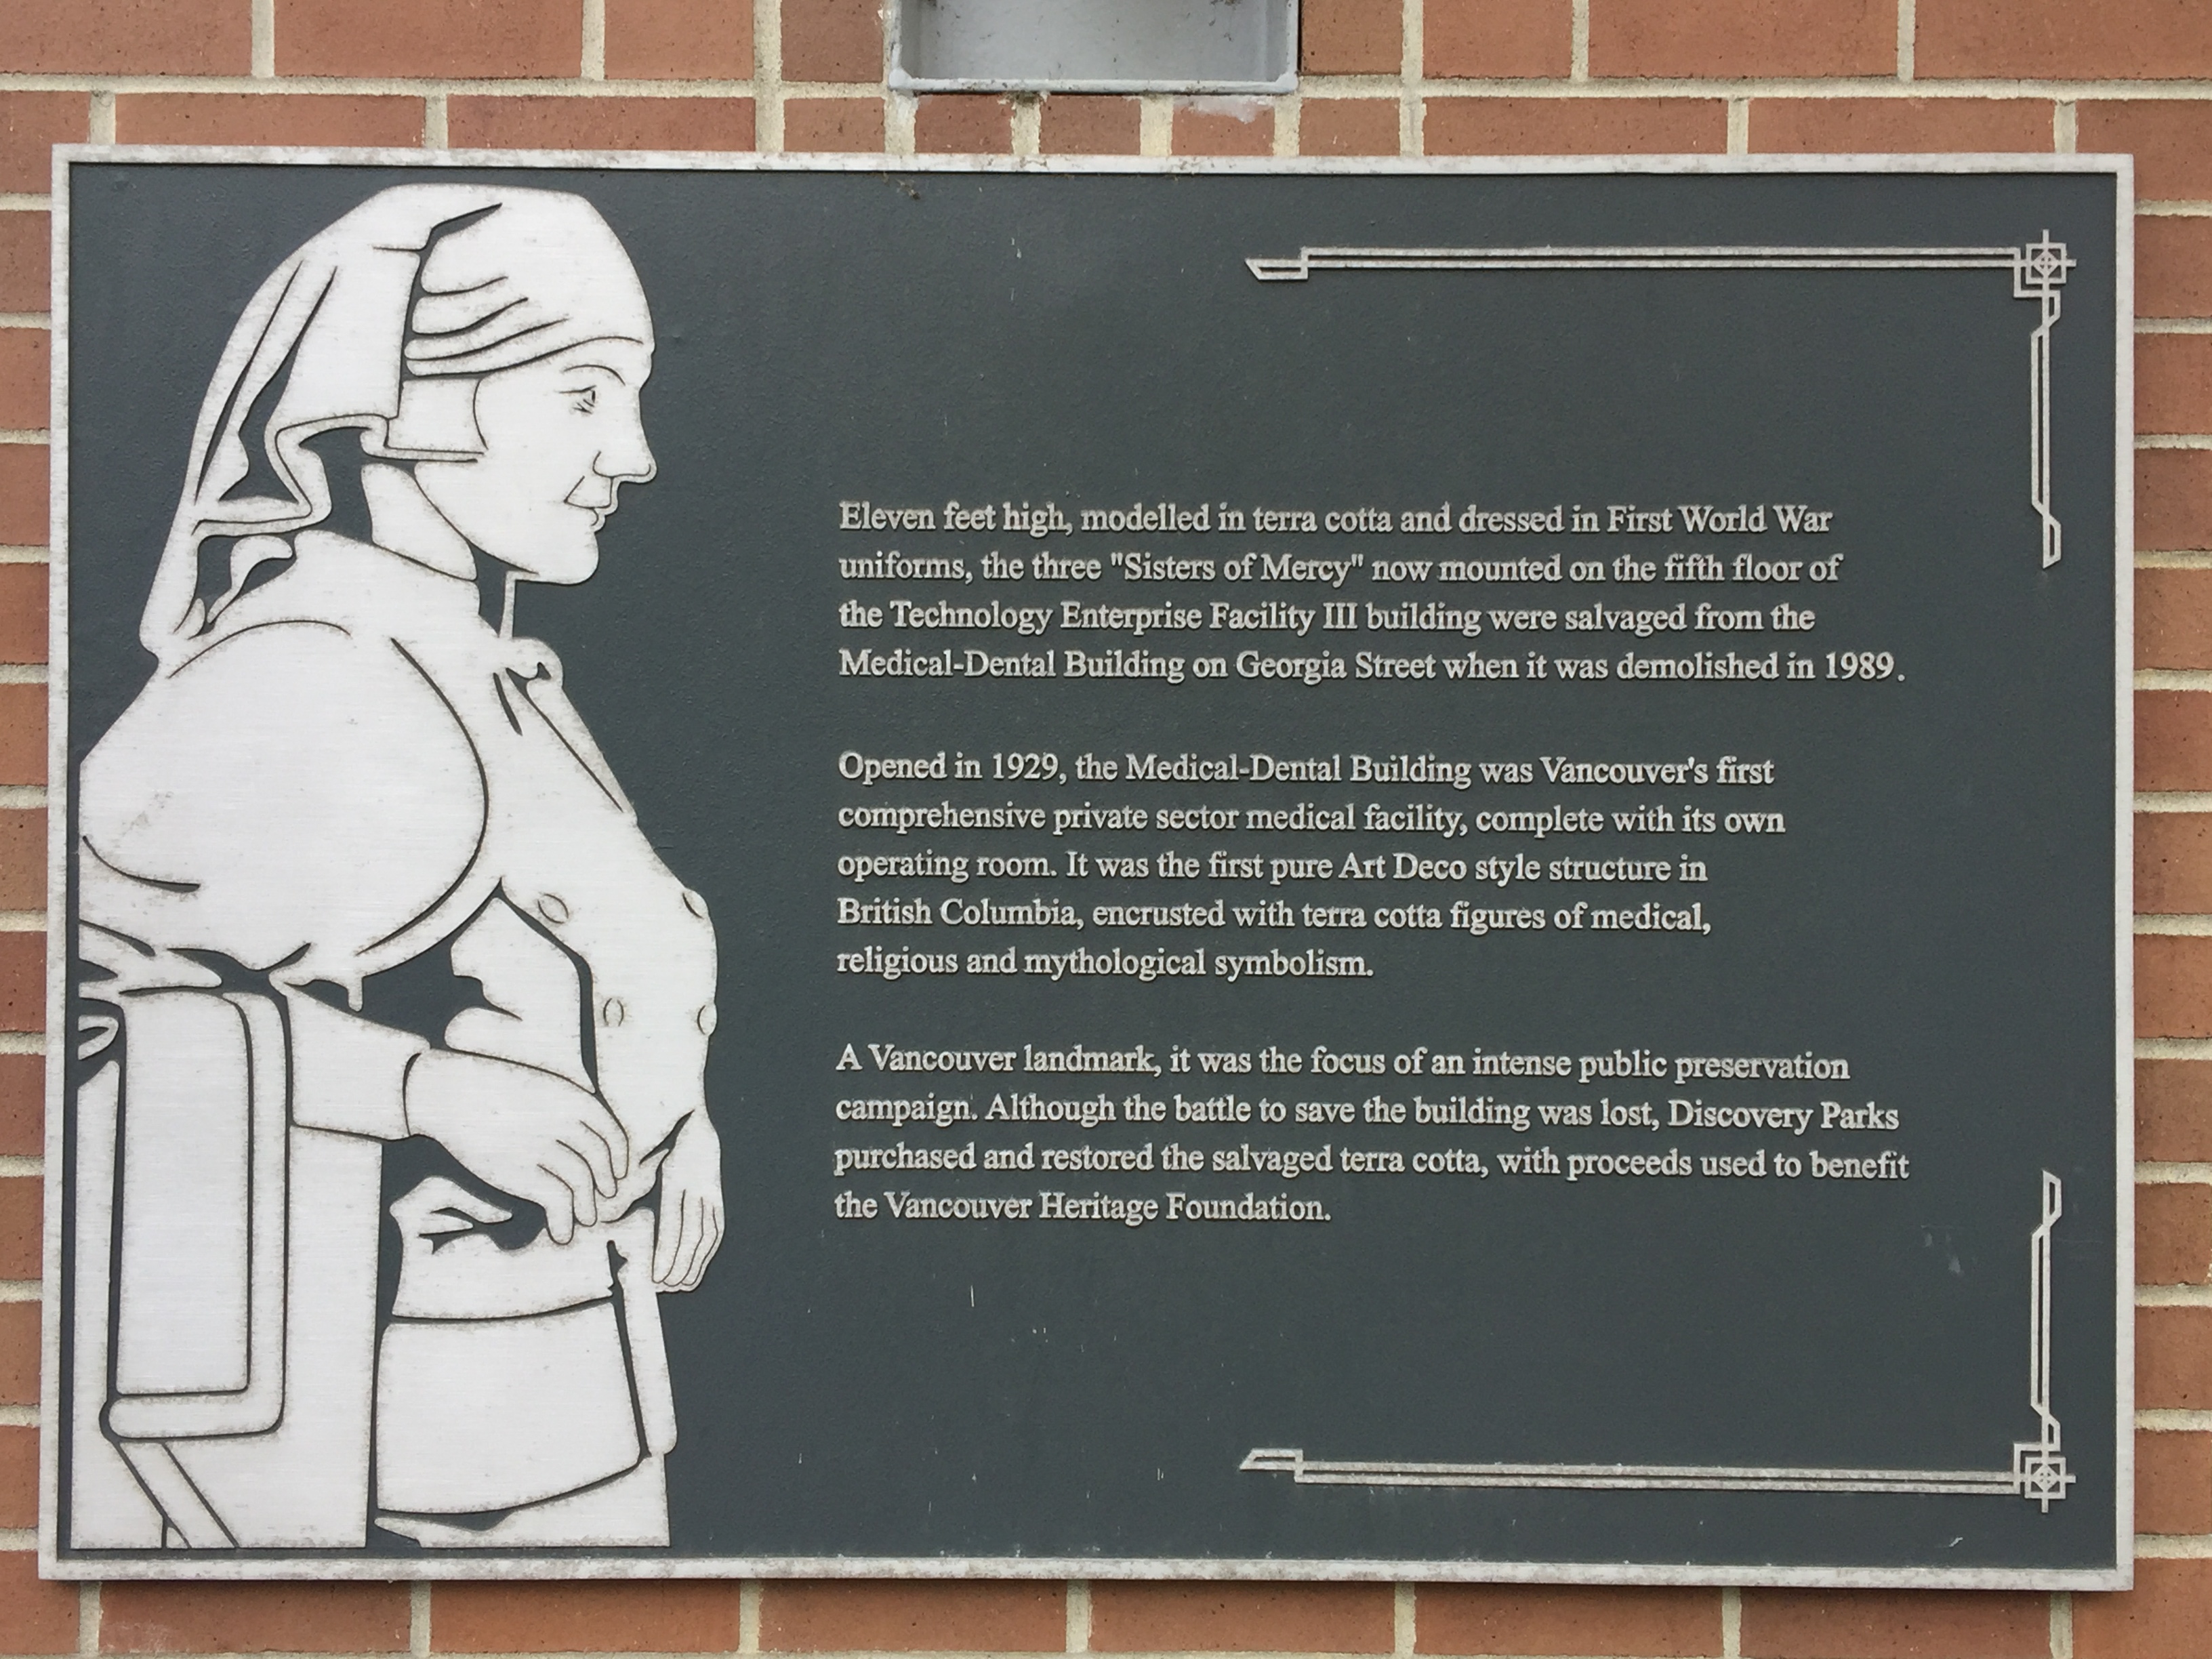 Eleven feet high, modelled in terra cotta and dressed in First World War
uniforms, the three "Sisters of Mercy" now mounted on the fifth floor of
the Technology Enterprise Facility III building were salvaged from the
Medical-Dental Building on Georgia Street when it was demolished in 1989.
Opened in 1929, the Medical-Dental Building was Vancouver's first
comprehensive private sector medical facility, complete with its own
operating room. It was the first pure Art Deco style structure in
British Columbia, encrusted with terra cotta figures of medical,
religious and mythological symbolism.
A Vancouver landmark, it was the focus of an intense public preservation
campaign. Although the battle to save the building was lost, Discovery Parks
purchased and restored the salvaged terra cotta, with proceeds used to benefit
the Vancouver Heritage Foundation.